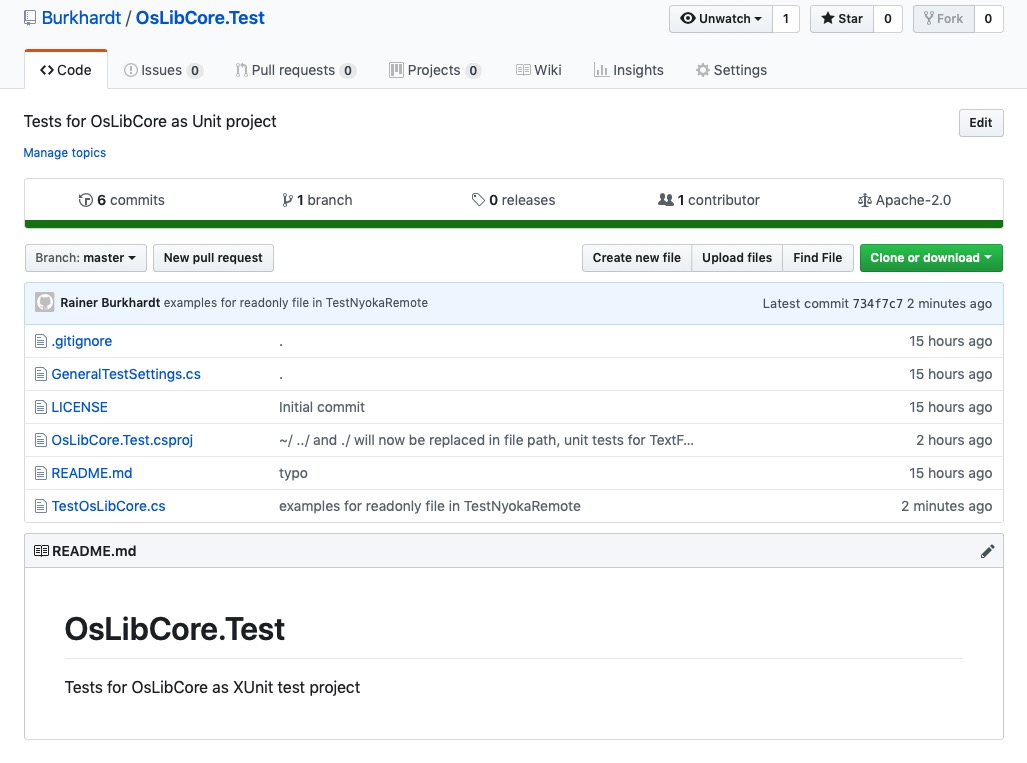 Burkhardt / OsLibCore.Test Unwatch 1 Star 0 Fork 0
Code Issues 0 Pull requests 0 Projects 0 Wiki Insights Settings
Tests for OsLibCore as Unit project Edit
Manage topics
6 commits 1 branch 0 releases 1 contributor Apache-2.0
Branch: master New pull request Create new file Upload files Find File Clone or download
Rainer Burkhardt examples for readonly file in TestNyokaRemote Latest commit 734f7c7 2 minutes ago
.gitignore . 15 hours ago
GeneralTestSettings.cs . 15 hours ago
LICENSE Initial commit 15 hours ago
OsLibCore.Test.csproj ~/ ../ and ./ will now be replaced in file path, unit tests for TextF... 2 hours ago
README.md typo 15 hours ago
TestOsLibCore.cs examples for readonly file in TestNyokaRemote 2 minutes ago
README.md
OsLibCore.Test
Tests for OsLibCore as XUnit test project